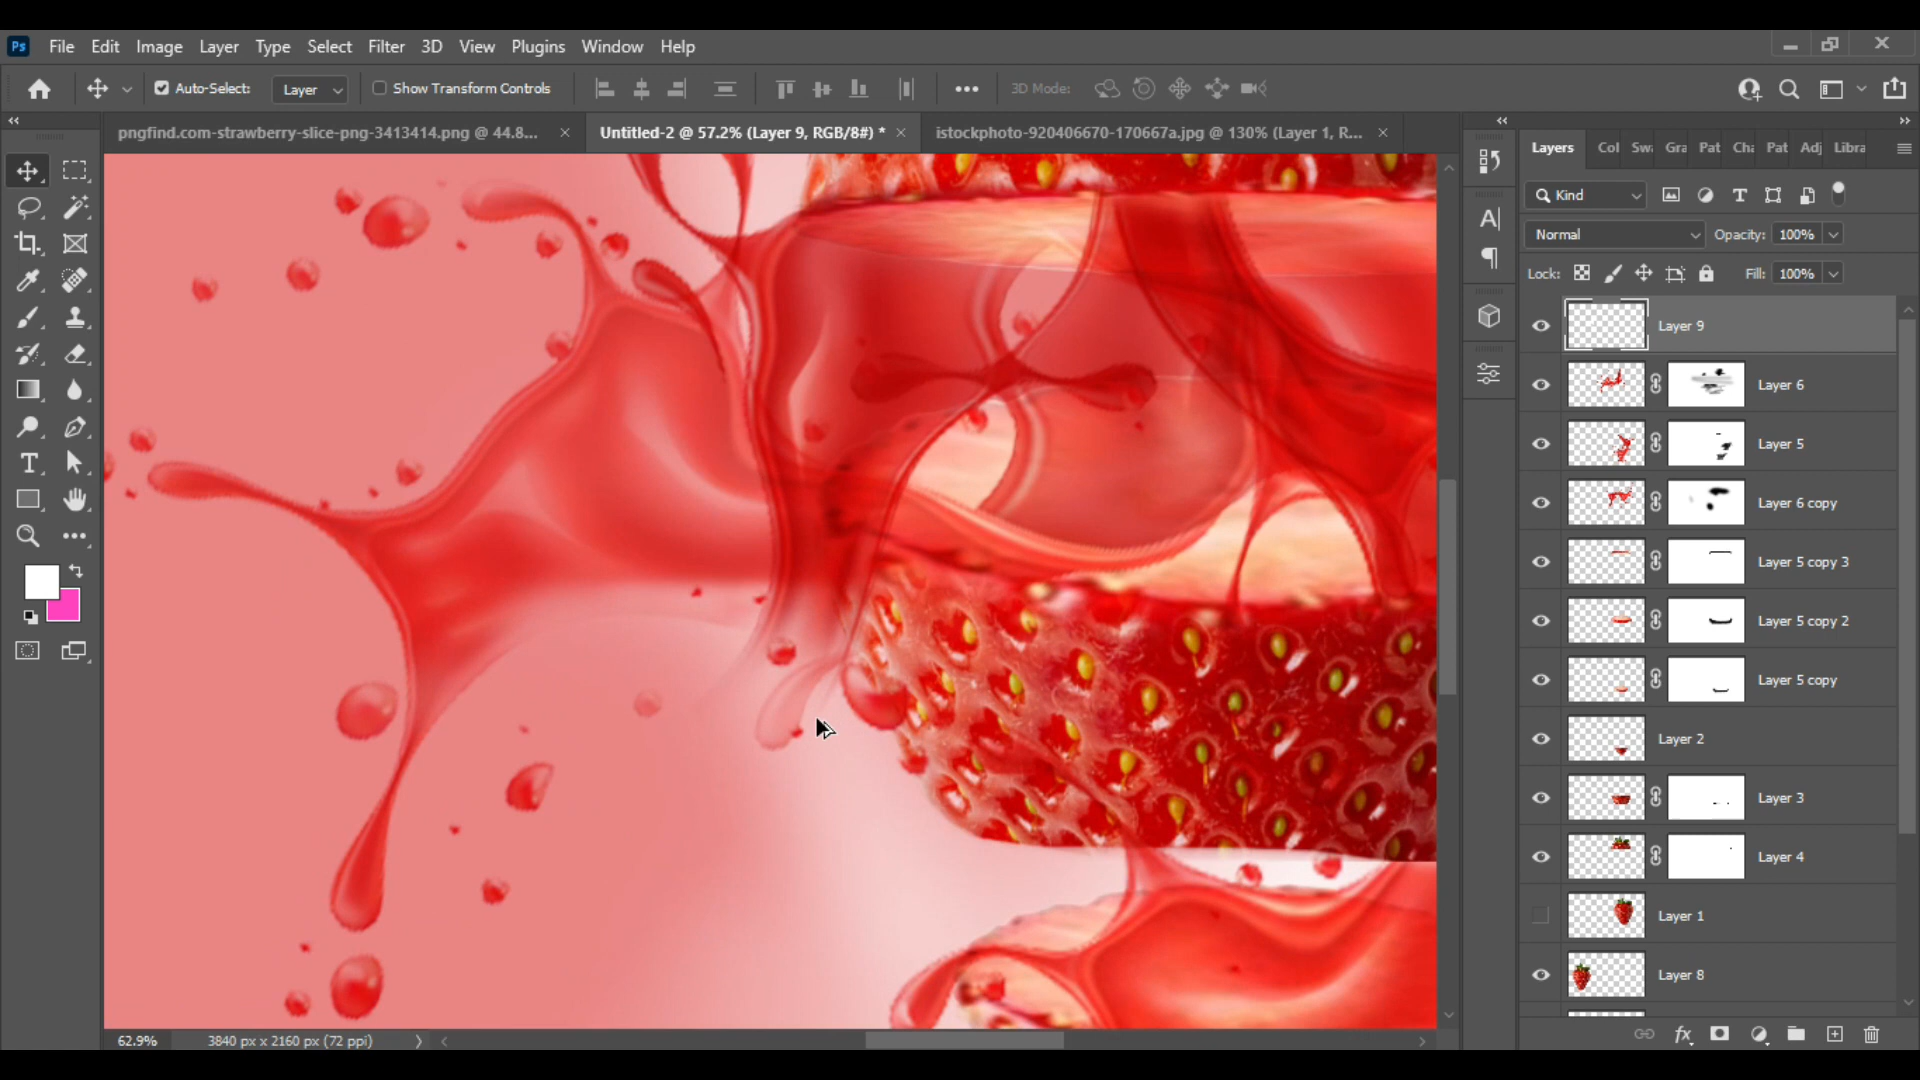 Ps File Edit Image Layer Type Select Filter 3D View Plugins Window Help
Auto-Select: Layer Show Transform Controls 3D Mode:
pngfind.com-strawberry-slice-png-3413414.png @ 44.8... Untitled-2 @ 57.2% (Layer 9, RGB/8#) * istockphoto-920406670-170667a.jpg @ 130% (Layer 1, R...
Layers Col Swa Gra Pat Cha Pat Adj Libra
Kind
Normal Opacity: 100%
Lock: Fill: 100%
Layer 9
Layer 6
Layer 5
Layer 6 copy
Layer 5 copy 3
Layer 5 copy 2
Layer 5 copy
Layer 2
Layer 3
Layer 4
Layer 1
Layer 8
62.9% 3840 px x 2160 px (72 ppi)